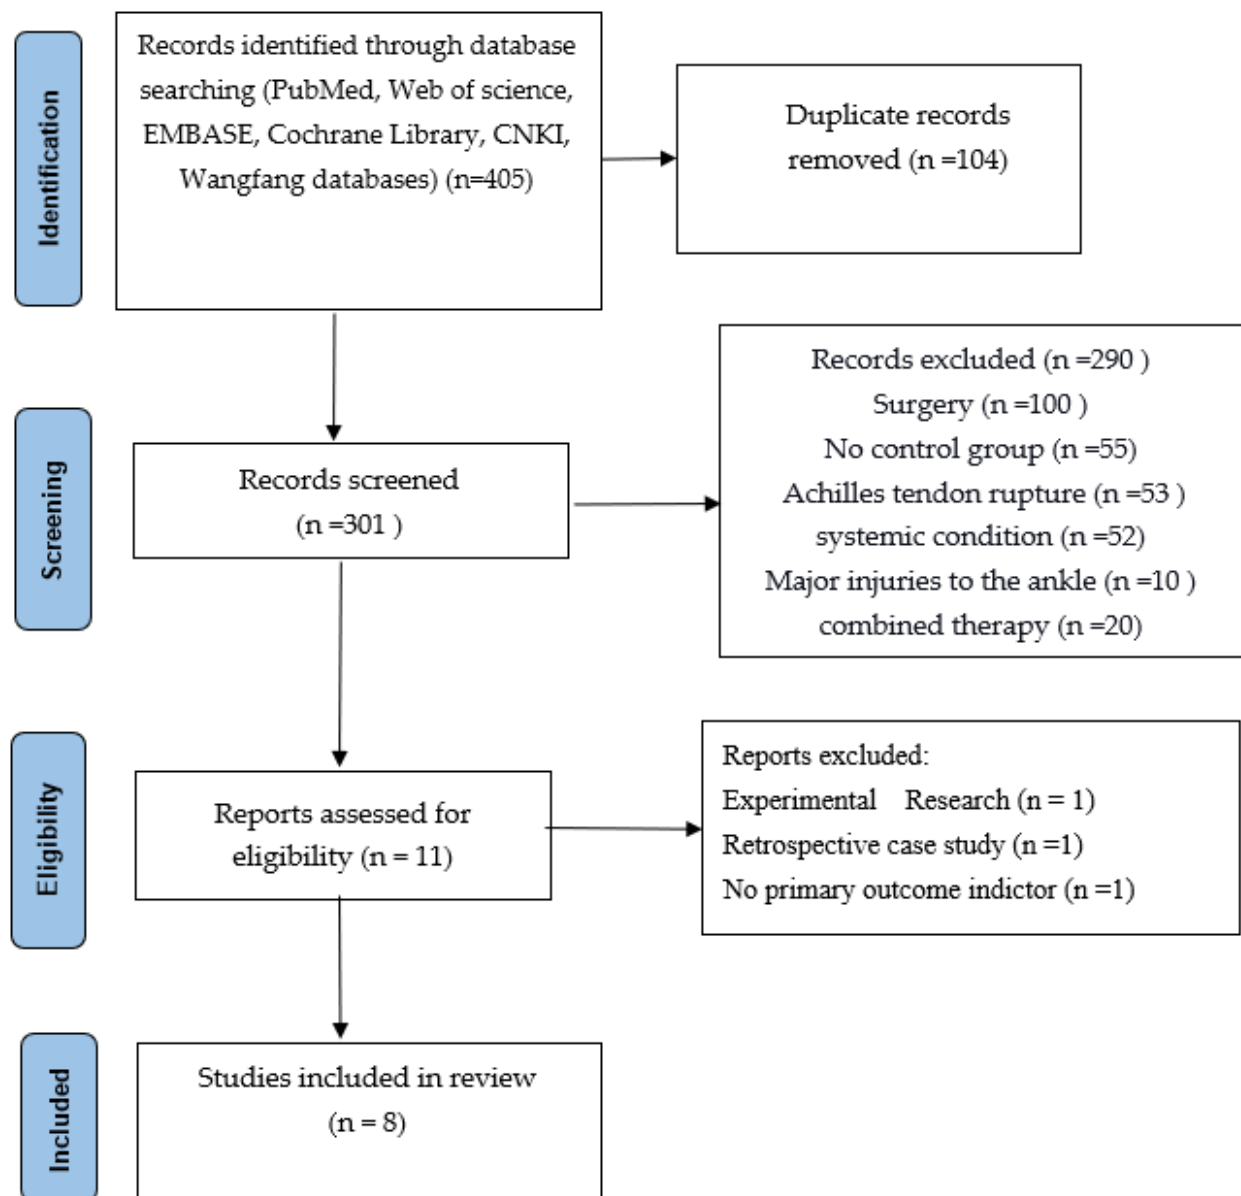 Identification
Records identified through database
searching (PubMed, Web of science,
EMBASE, Cochrane Library, CNKI,
Wangfang databases) (n=405)
Duplicate records
removed (n =104)
Screening
Records screened
(n =301 )
Records excluded (n =290 )
Surgery (n =100 )
No control group (n =55)
Achilles tendon rupture (n =53 )
systemic condition (n =52)
Major injuries to the ankle (n =10 )
combined therapy (n =20)
Eligibility
Reports assessed for
eligibility (n = 11)
Reports excluded:
Experimental Research (n = 1)
Retrospective case study (n =1)
No primary outcome indictor (n =1)
Included
Studies included in review
(n = 8)